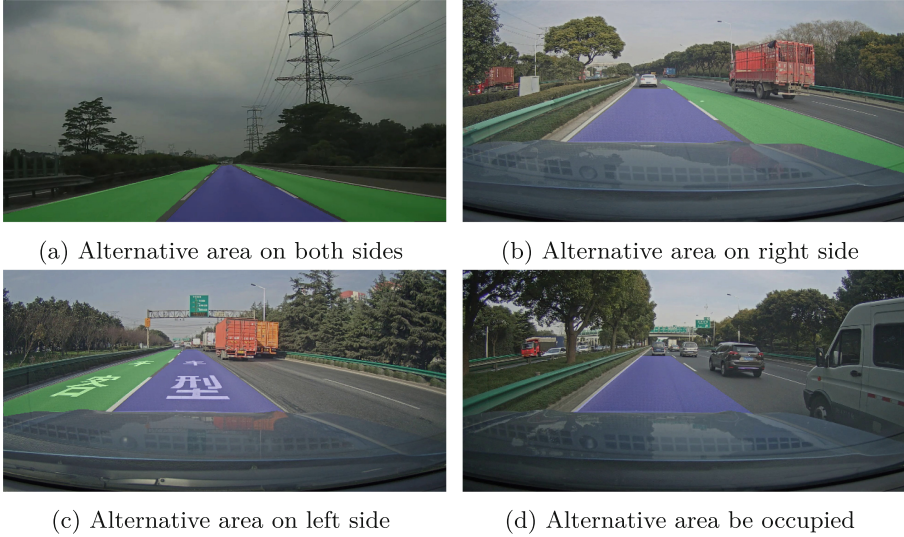 (a) Alternative area on both sides
(b) Alternative area on right side
型
(c) Alternative area on left side
(d) Alternative area be occupied